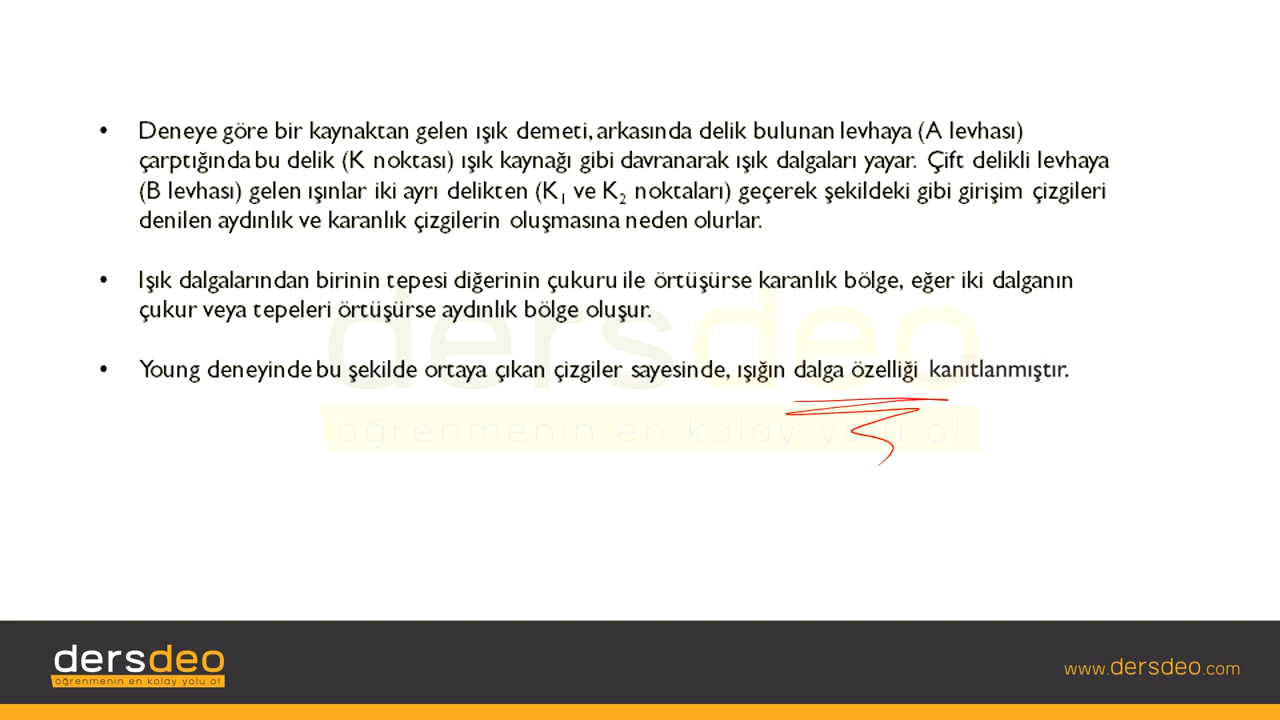 • Deneye göre bir kaynaktan gelen ışık demeti, arkasında delik bulunan levhaya (A levhası)
çarptığında bu delik (K noktası) ışık kaynağı gibi davranarak ışık dalgaları yayar. Çift delikli levhaya
(B levhası) gelen ışınlar iki ayrı delikten (K₁ ve K₂ noktaları) geçerek şekildeki gibi girişim çizgileri
denilen aydınlık ve karanlık çizgilerin oluşmasına neden olurlar.
• Işık dalgalarından birinin tepesi diğerinin çukuru ile örtüşürse karanlık bölge, eğer iki dalganın
çukur veya tepeleri örtüşürse aydınlık bölge oluşur.
dersdeo
• Young deneyinde bu şekilde ortaya çıkan çizgiler sayesinde, ışığın dalga özelliği kanıtlanmıştır.
öğrenmenin en kolay yolu o!
dersdeo
öğrenmenin en kolay yolu o!
www.dersdeo.com